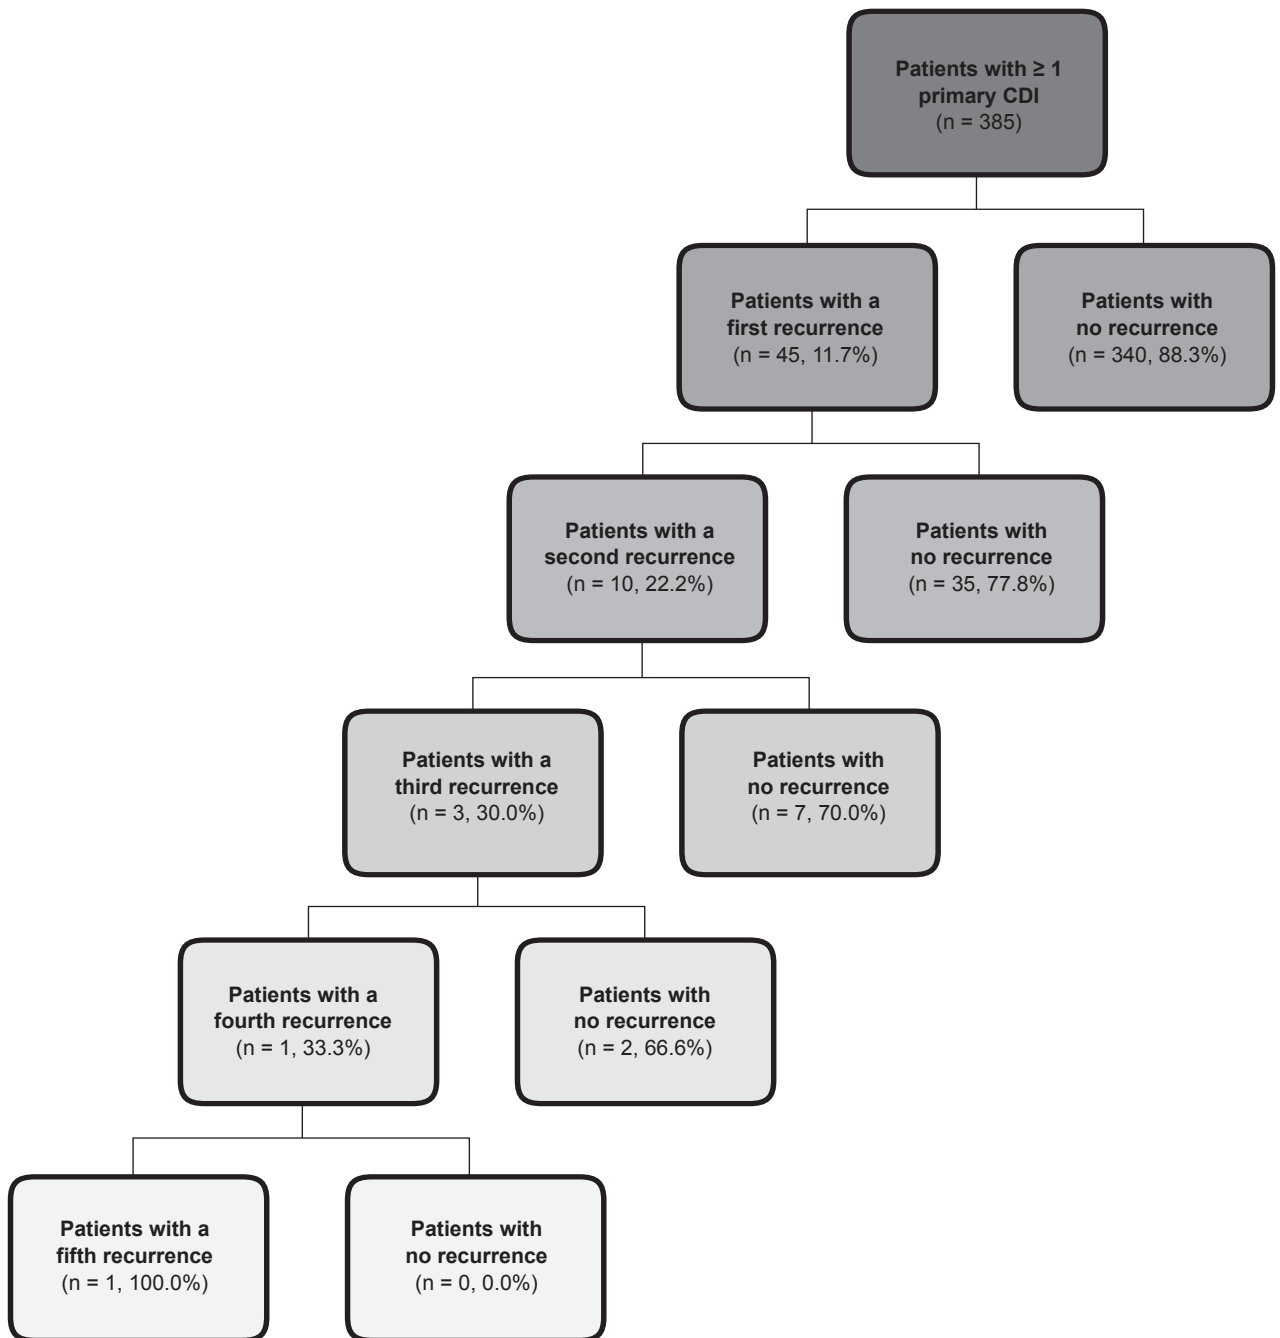 Patients with ≥ 1
primary CDI
(n = 385)
Patients with a
first recurrence
(n = 45, 11.7%)
Patients with
no recurrence
(n = 340, 88.3%)
Patients with a
second recurrence
(n = 10, 22.2%)
Patients with
no recurrence
(n = 35, 77.8%)
Patients with a
third recurrence
(n = 3, 30.0%)
Patients with
no recurrence
(n = 7, 70.0%)
Patients with a
fourth recurrence
(n = 1, 33.3%)
Patients with
no recurrence
(n = 2, 66.6%)
Patients with a
fifth recurrence
(n = 1, 100.0%)
Patients with
no recurrence
(n = 0, 0.0%)